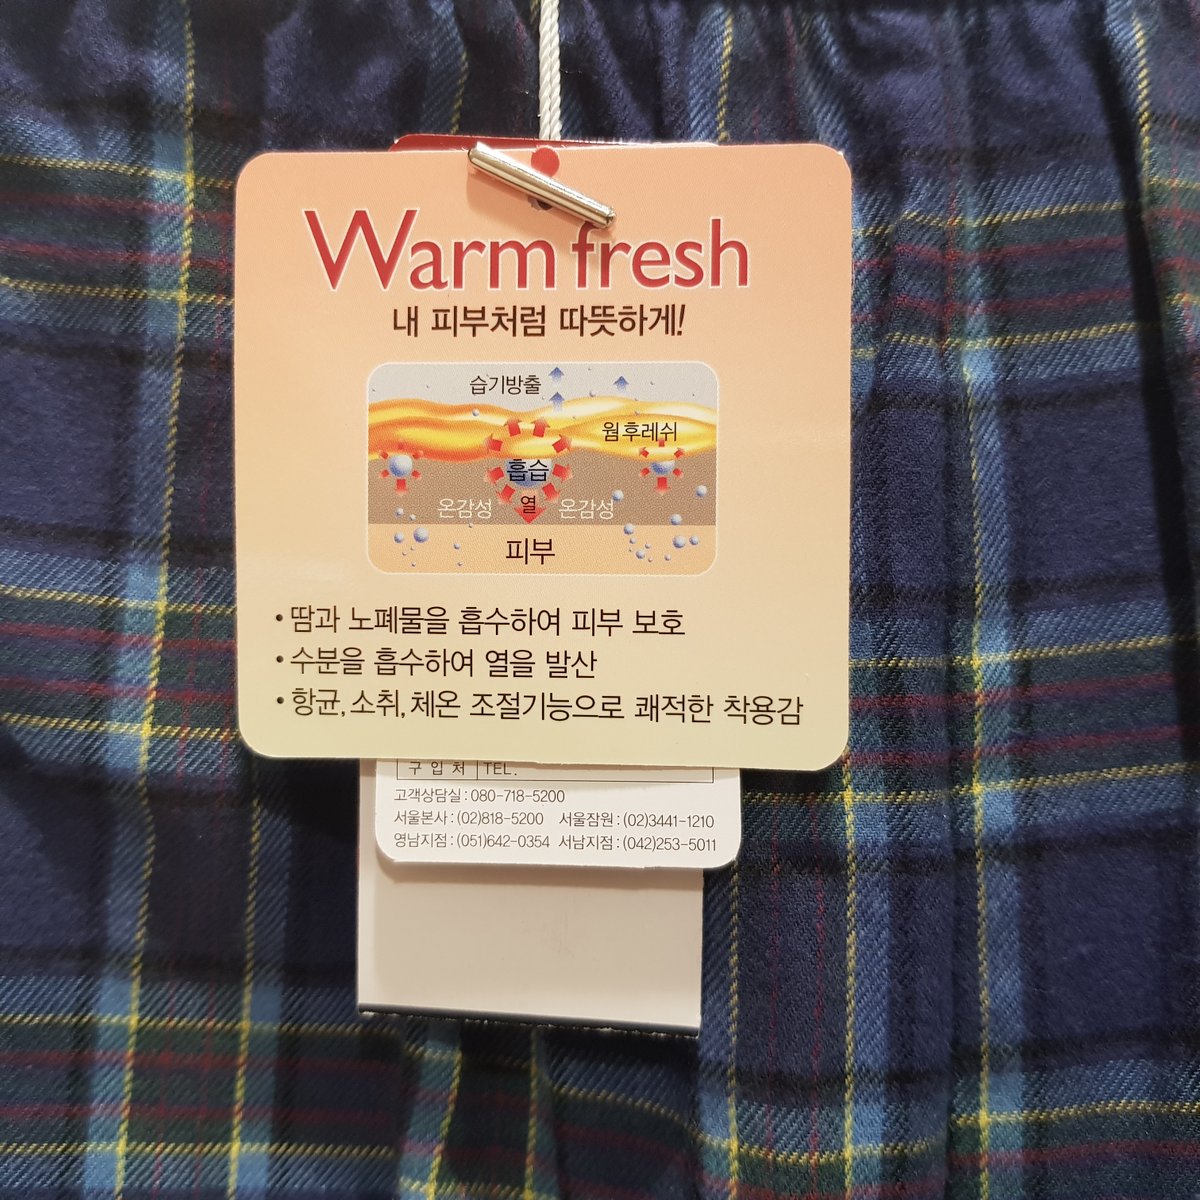 Warm fresh
내 피부처럼 따뜻하게!
습기방출
웜후레쉬
흡습
온감성 열 온감성
피부
• 땀과 노폐물을 흡수하여 피부 보호
• 수분을 흡수하여 열을 발산
• 항균, 소취, 체온 조절기능으로 쾌적한 착용감
구 입 처 TEL.
고객상담실 : 080-718-5200
서울본사 : (02)818-5200 서울잠원 : (02)3441-1210
영남지점 : (051)642-0354 서남지점 : (042)253-5011